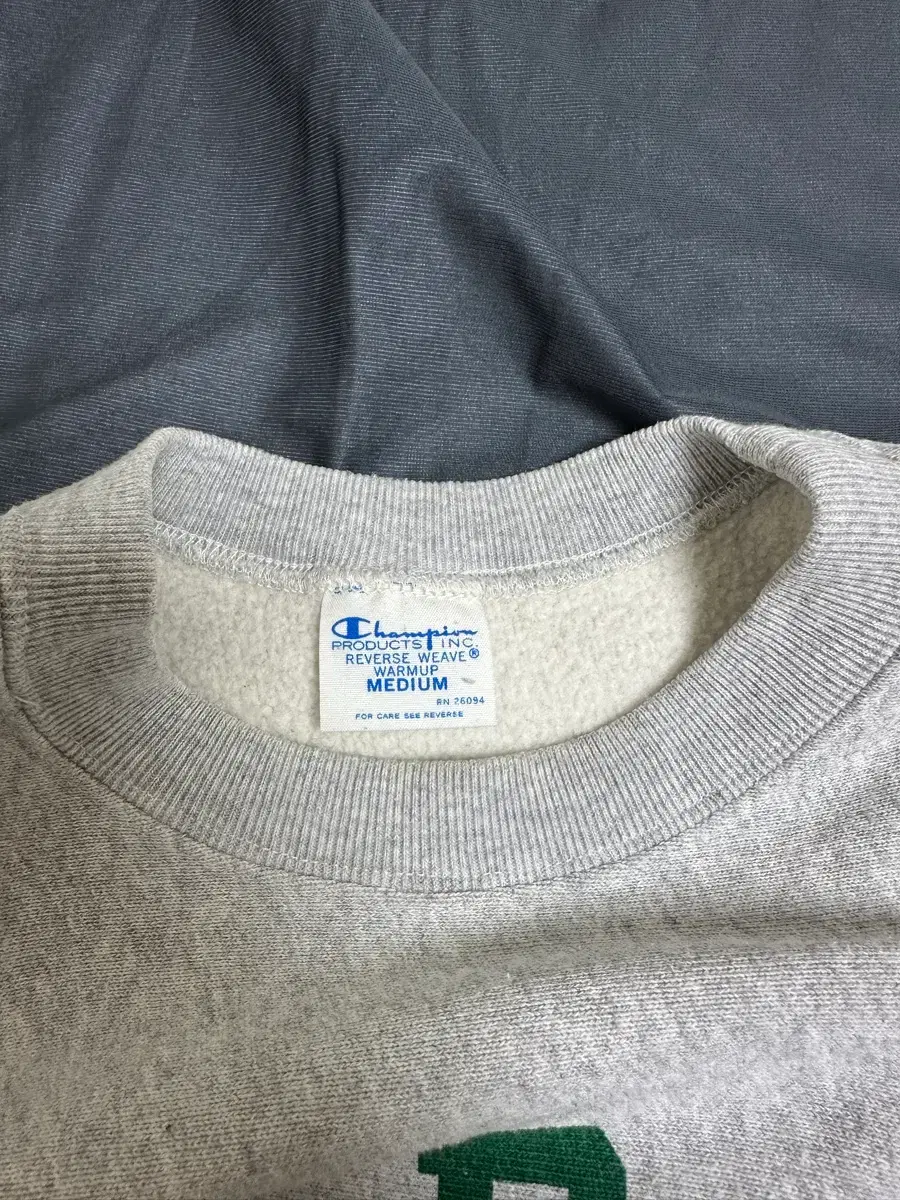 Champion
PRODUCTS INC.
REVERSE WEAVE®
WARMUP
MEDIUM
RN 26094
FOR CARE SEE REVERSE